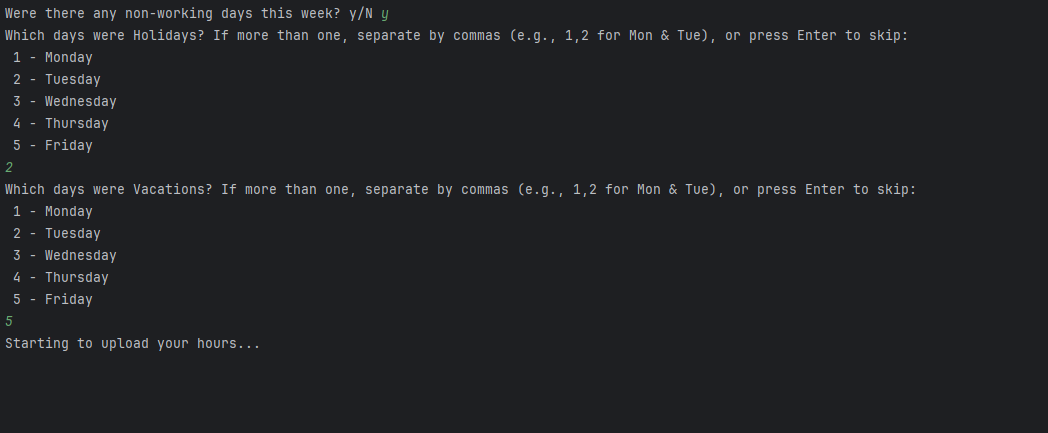 Were there any non-working days this week? y/N y
Which days were Holidays? If more than one, separate by commas (e.g., 1,2 for Mon & Tue), or press Enter to skip:
 1 - Monday
 2 - Tuesday
 3 - Wednesday
 4 - Thursday
 5 - Friday
2
Which days were Vacations? If more than one, separate by commas (e.g., 1,2 for Mon & Tue), or press Enter to skip:
 1 - Monday
 2 - Tuesday
 3 - Wednesday
 4 - Thursday
 5 - Friday
5
Starting to upload your hours...